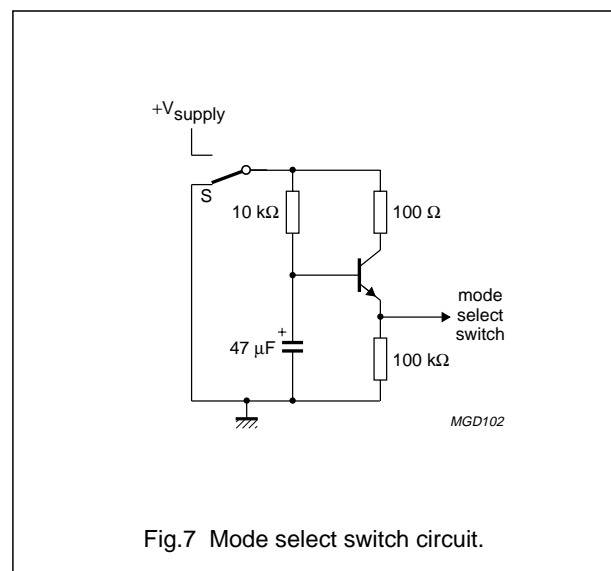 +Vsupply
S
10 kΩ
100 Ω
mode
select
switch
+
47 μF
100 kΩ
MGD102
Fig.7 Mode select switch circuit.